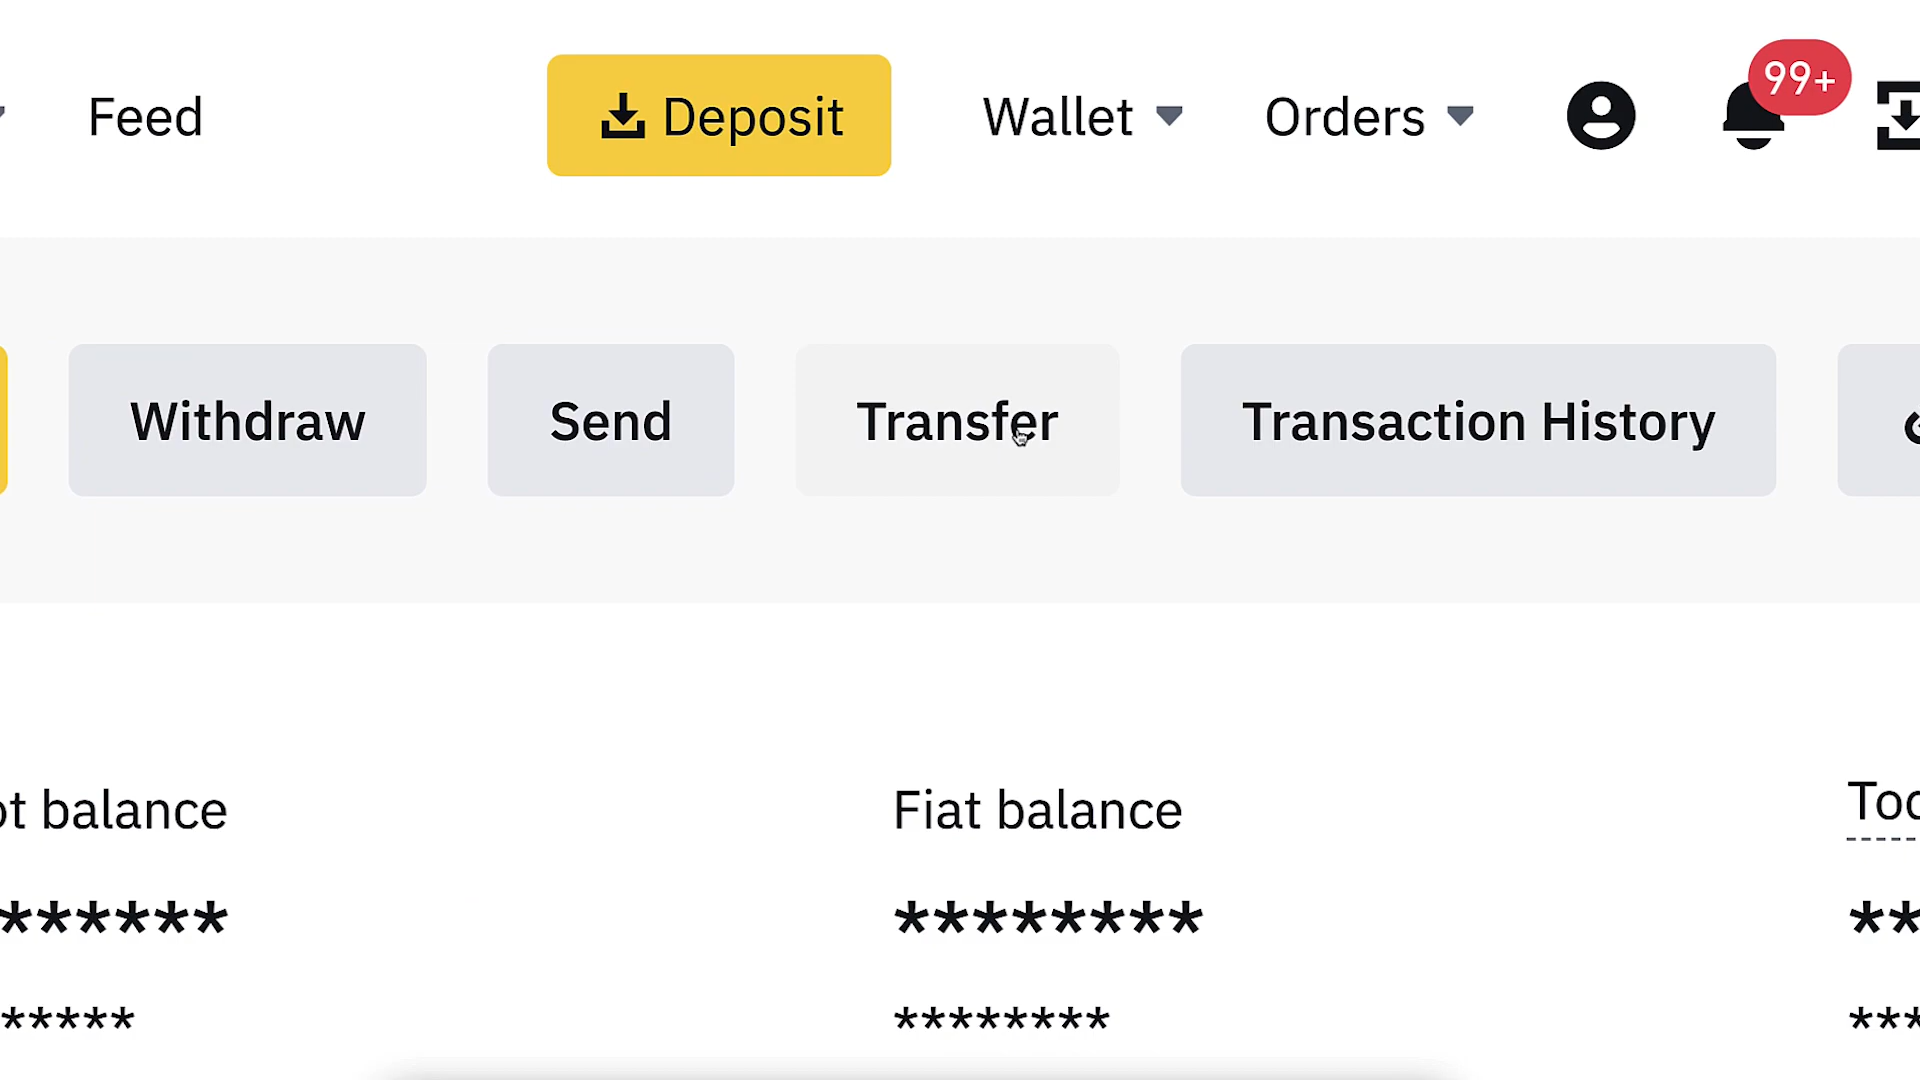 Feed Deposit Wallet Orders 99+
Withdraw Send Transfer Transaction History
balance Fiat balance
****** ******** **
***** ******** ***